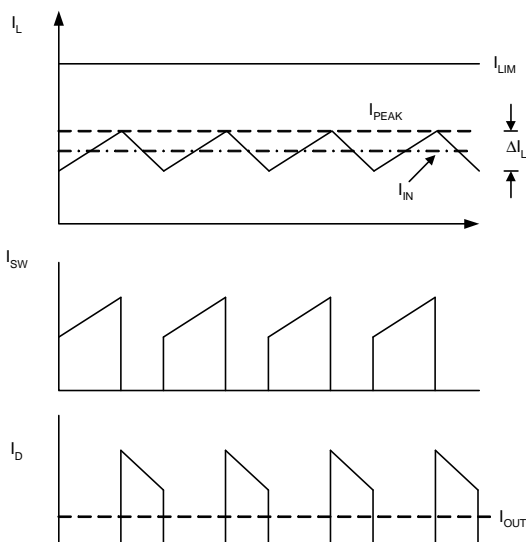 I_L
I_LIM
I_PEAK
ΔI_L
I_IN
I_SW
I_D
I_OUT